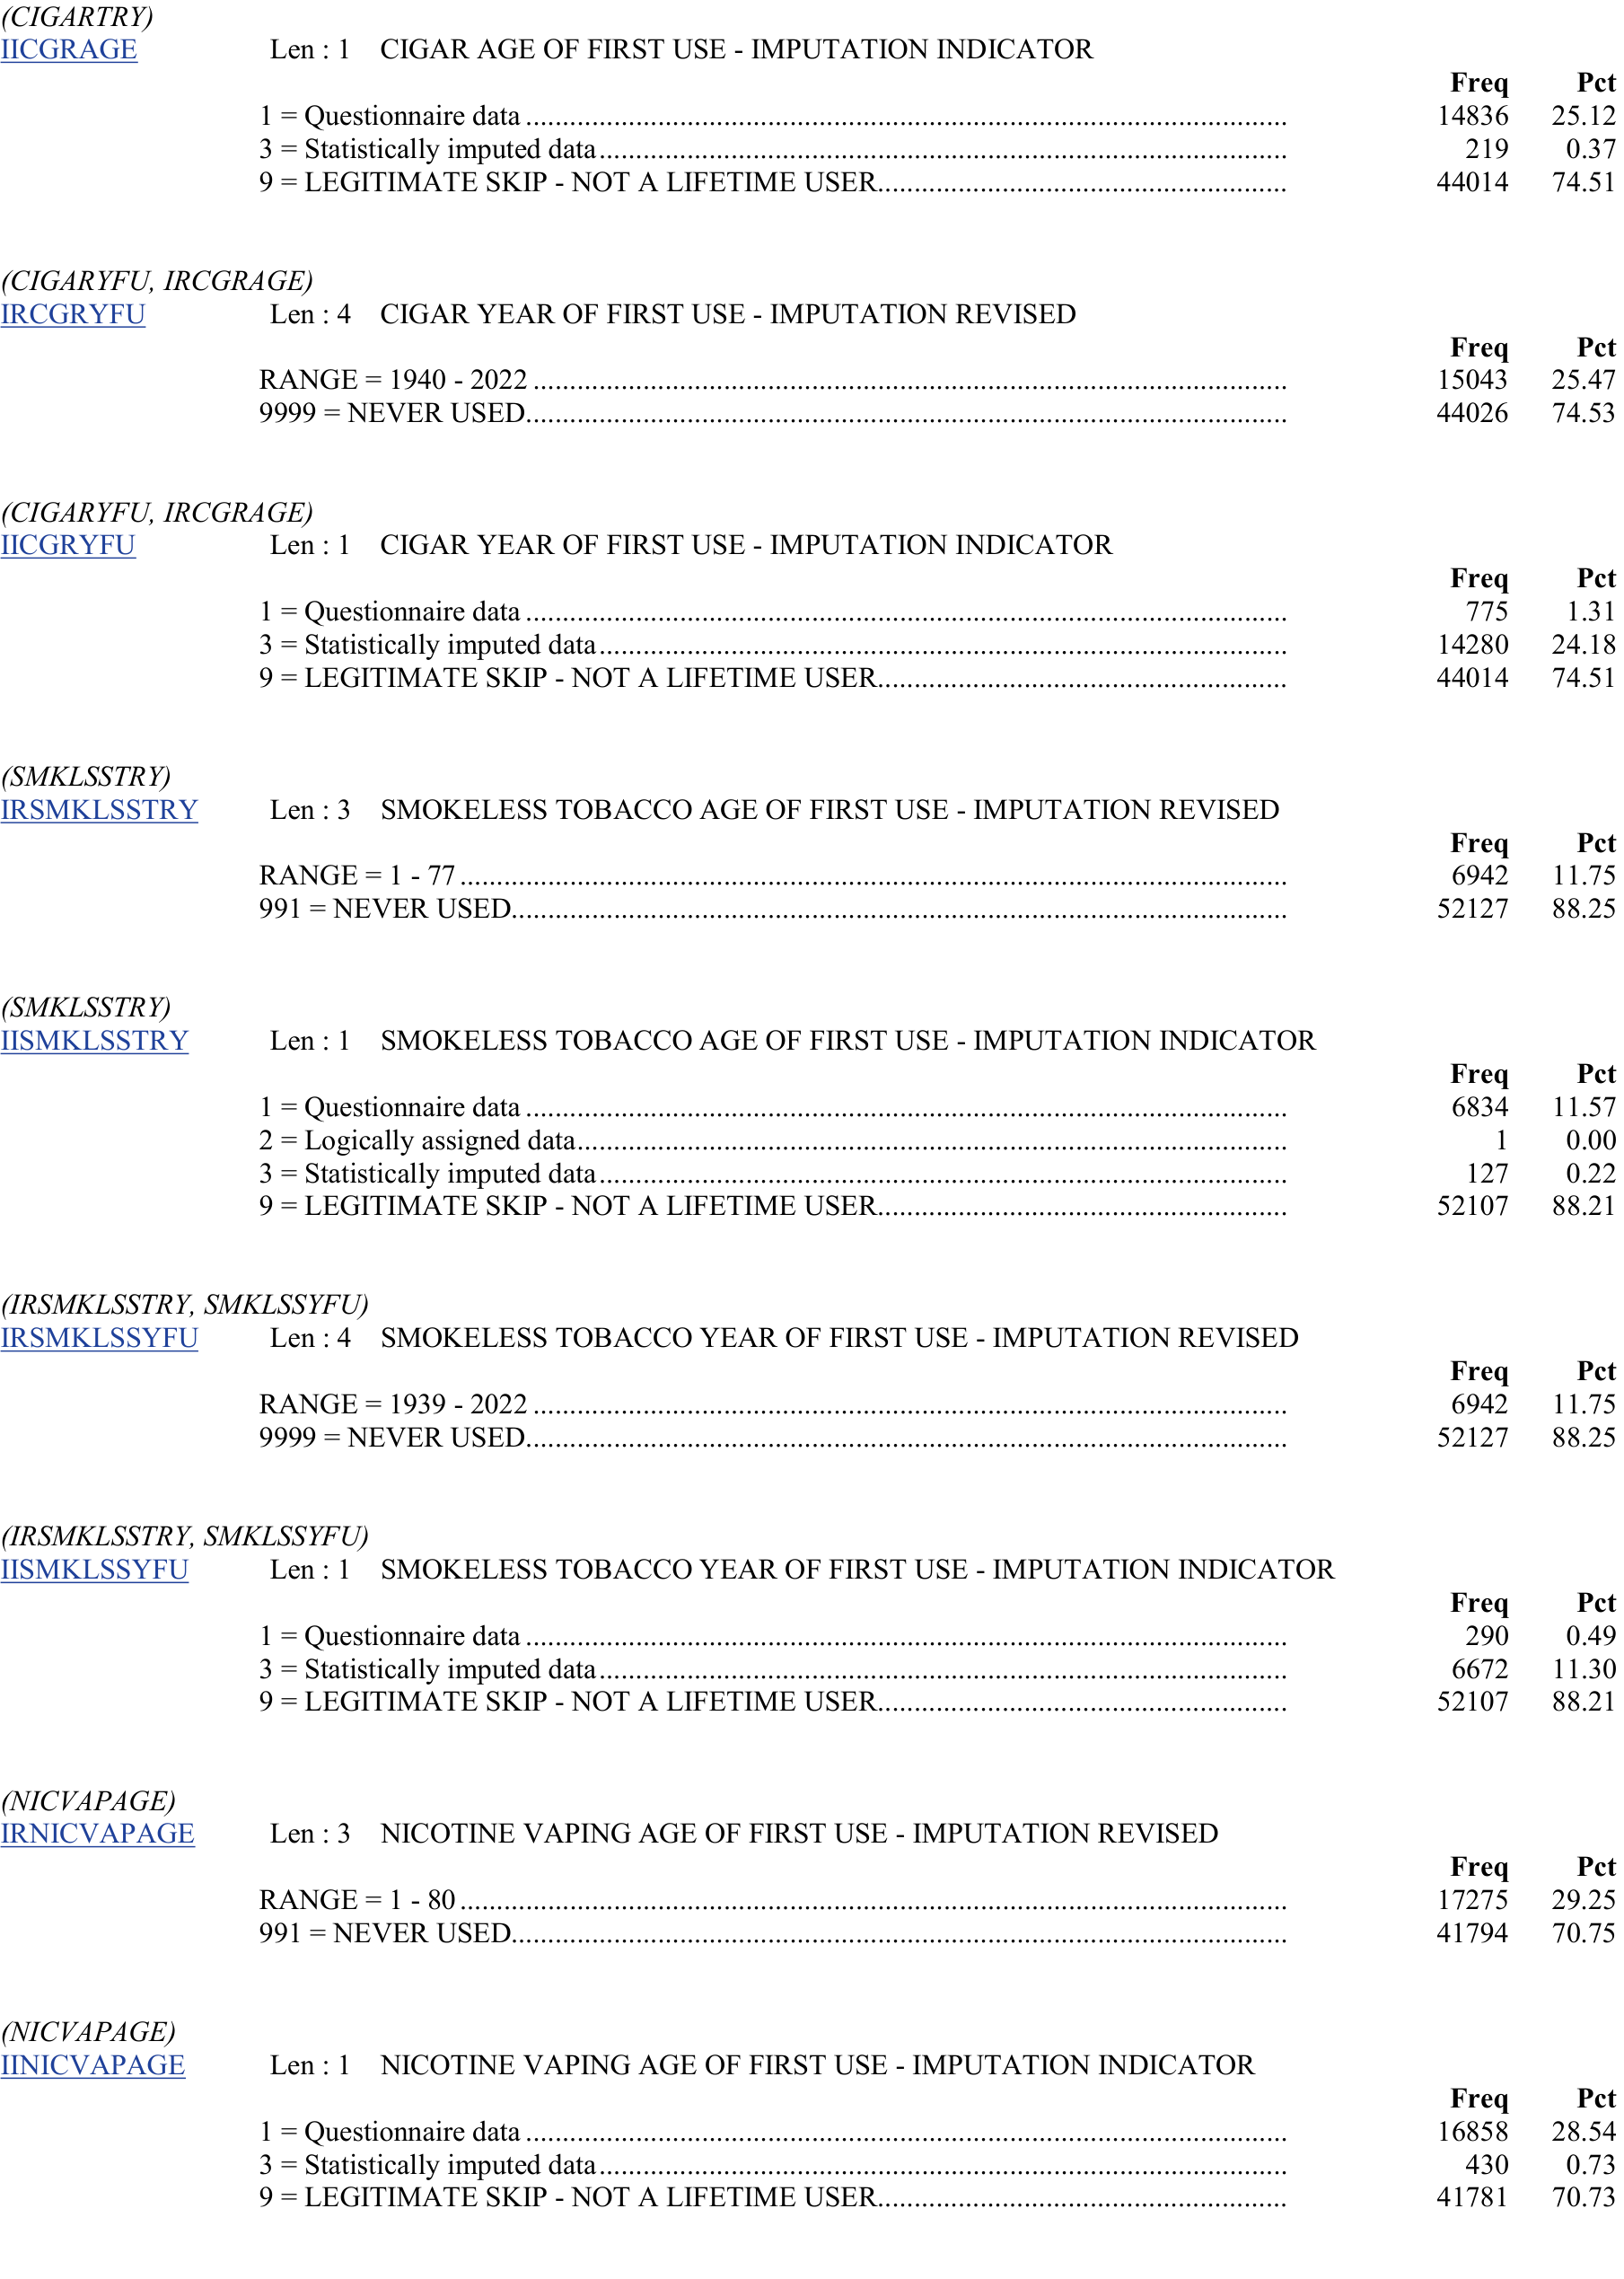 (CIGARTRY)
IICGRAGE Len : 1 CIGAR AGE OF FIRST USE - IMPUTATION INDICATOR
Freq Pct
1 = Questionnaire data 14836 25.12
3 = Statistically imputed data 219 0.37
9 = LEGITIMATE SKIP - NOT A LIFETIME USER 44014 74.51
(CIGARYFU, IRCGRAGE)
IRCGRYFU Len : 4 CIGAR YEAR OF FIRST USE - IMPUTATION REVISED
Freq Pct
RANGE = 1940 - 2022 15043 25.47
9999 = NEVER USED 44026 74.53
(CIGARYFU, IRCGRAGE)
IICGRYFU Len : 1 CIGAR YEAR OF FIRST USE - IMPUTATION INDICATOR
Freq Pct
1 = Questionnaire data 775 1.31
3 = Statistically imputed data 14280 24.18
9 = LEGITIMATE SKIP - NOT A LIFETIME USER 44014 74.51
(SMKLSSTRY)
IRSMKLSSTRY Len : 3 SMOKELESS TOBACCO AGE OF FIRST USE - IMPUTATION REVISED
Freq Pct
RANGE = 1 - 77 6942 11.75
991 = NEVER USED 52127 88.25
(SMKLSSTRY)
IISMKLSSTRY Len : 1 SMOKELESS TOBACCO AGE OF FIRST USE - IMPUTATION INDICATOR
Freq Pct
1 = Questionnaire data 6834 11.57
2 = Logically assigned data 1 0.00
3 = Statistically imputed data 127 0.22
9 = LEGITIMATE SKIP - NOT A LIFETIME USER 52107 88.21
(IRSMKLSSTRY, SMKLSSYFU)
IRSMKLSSYFU Len : 4 SMOKELESS TOBACCO YEAR OF FIRST USE - IMPUTATION REVISED
Freq Pct
RANGE = 1939 - 2022 6942 11.75
9999 = NEVER USED 52127 88.25
(IRSMKLSSTRY, SMKLSSYFU)
IISMKLSSYFU Len : 1 SMOKELESS TOBACCO YEAR OF FIRST USE - IMPUTATION INDICATOR
Freq Pct
1 = Questionnaire data 290 0.49
3 = Statistically imputed data 6672 11.30
9 = LEGITIMATE SKIP - NOT A LIFETIME USER 52107 88.21
(NICVAPAGE)
IRNICVAPAGE Len : 3 NICOTINE VAPING AGE OF FIRST USE - IMPUTATION REVISED
Freq Pct
RANGE = 1 - 80 17275 29.25
991 = NEVER USED 41794 70.75
(NICVAPAGE)
IINICVAPAGE Len : 1 NICOTINE VAPING AGE OF FIRST USE - IMPUTATION INDICATOR
Freq Pct
1 = Questionnaire data 16858 28.54
3 = Statistically imputed data 430 0.73
9 = LEGITIMATE SKIP - NOT A LIFETIME USER 41781 70.73